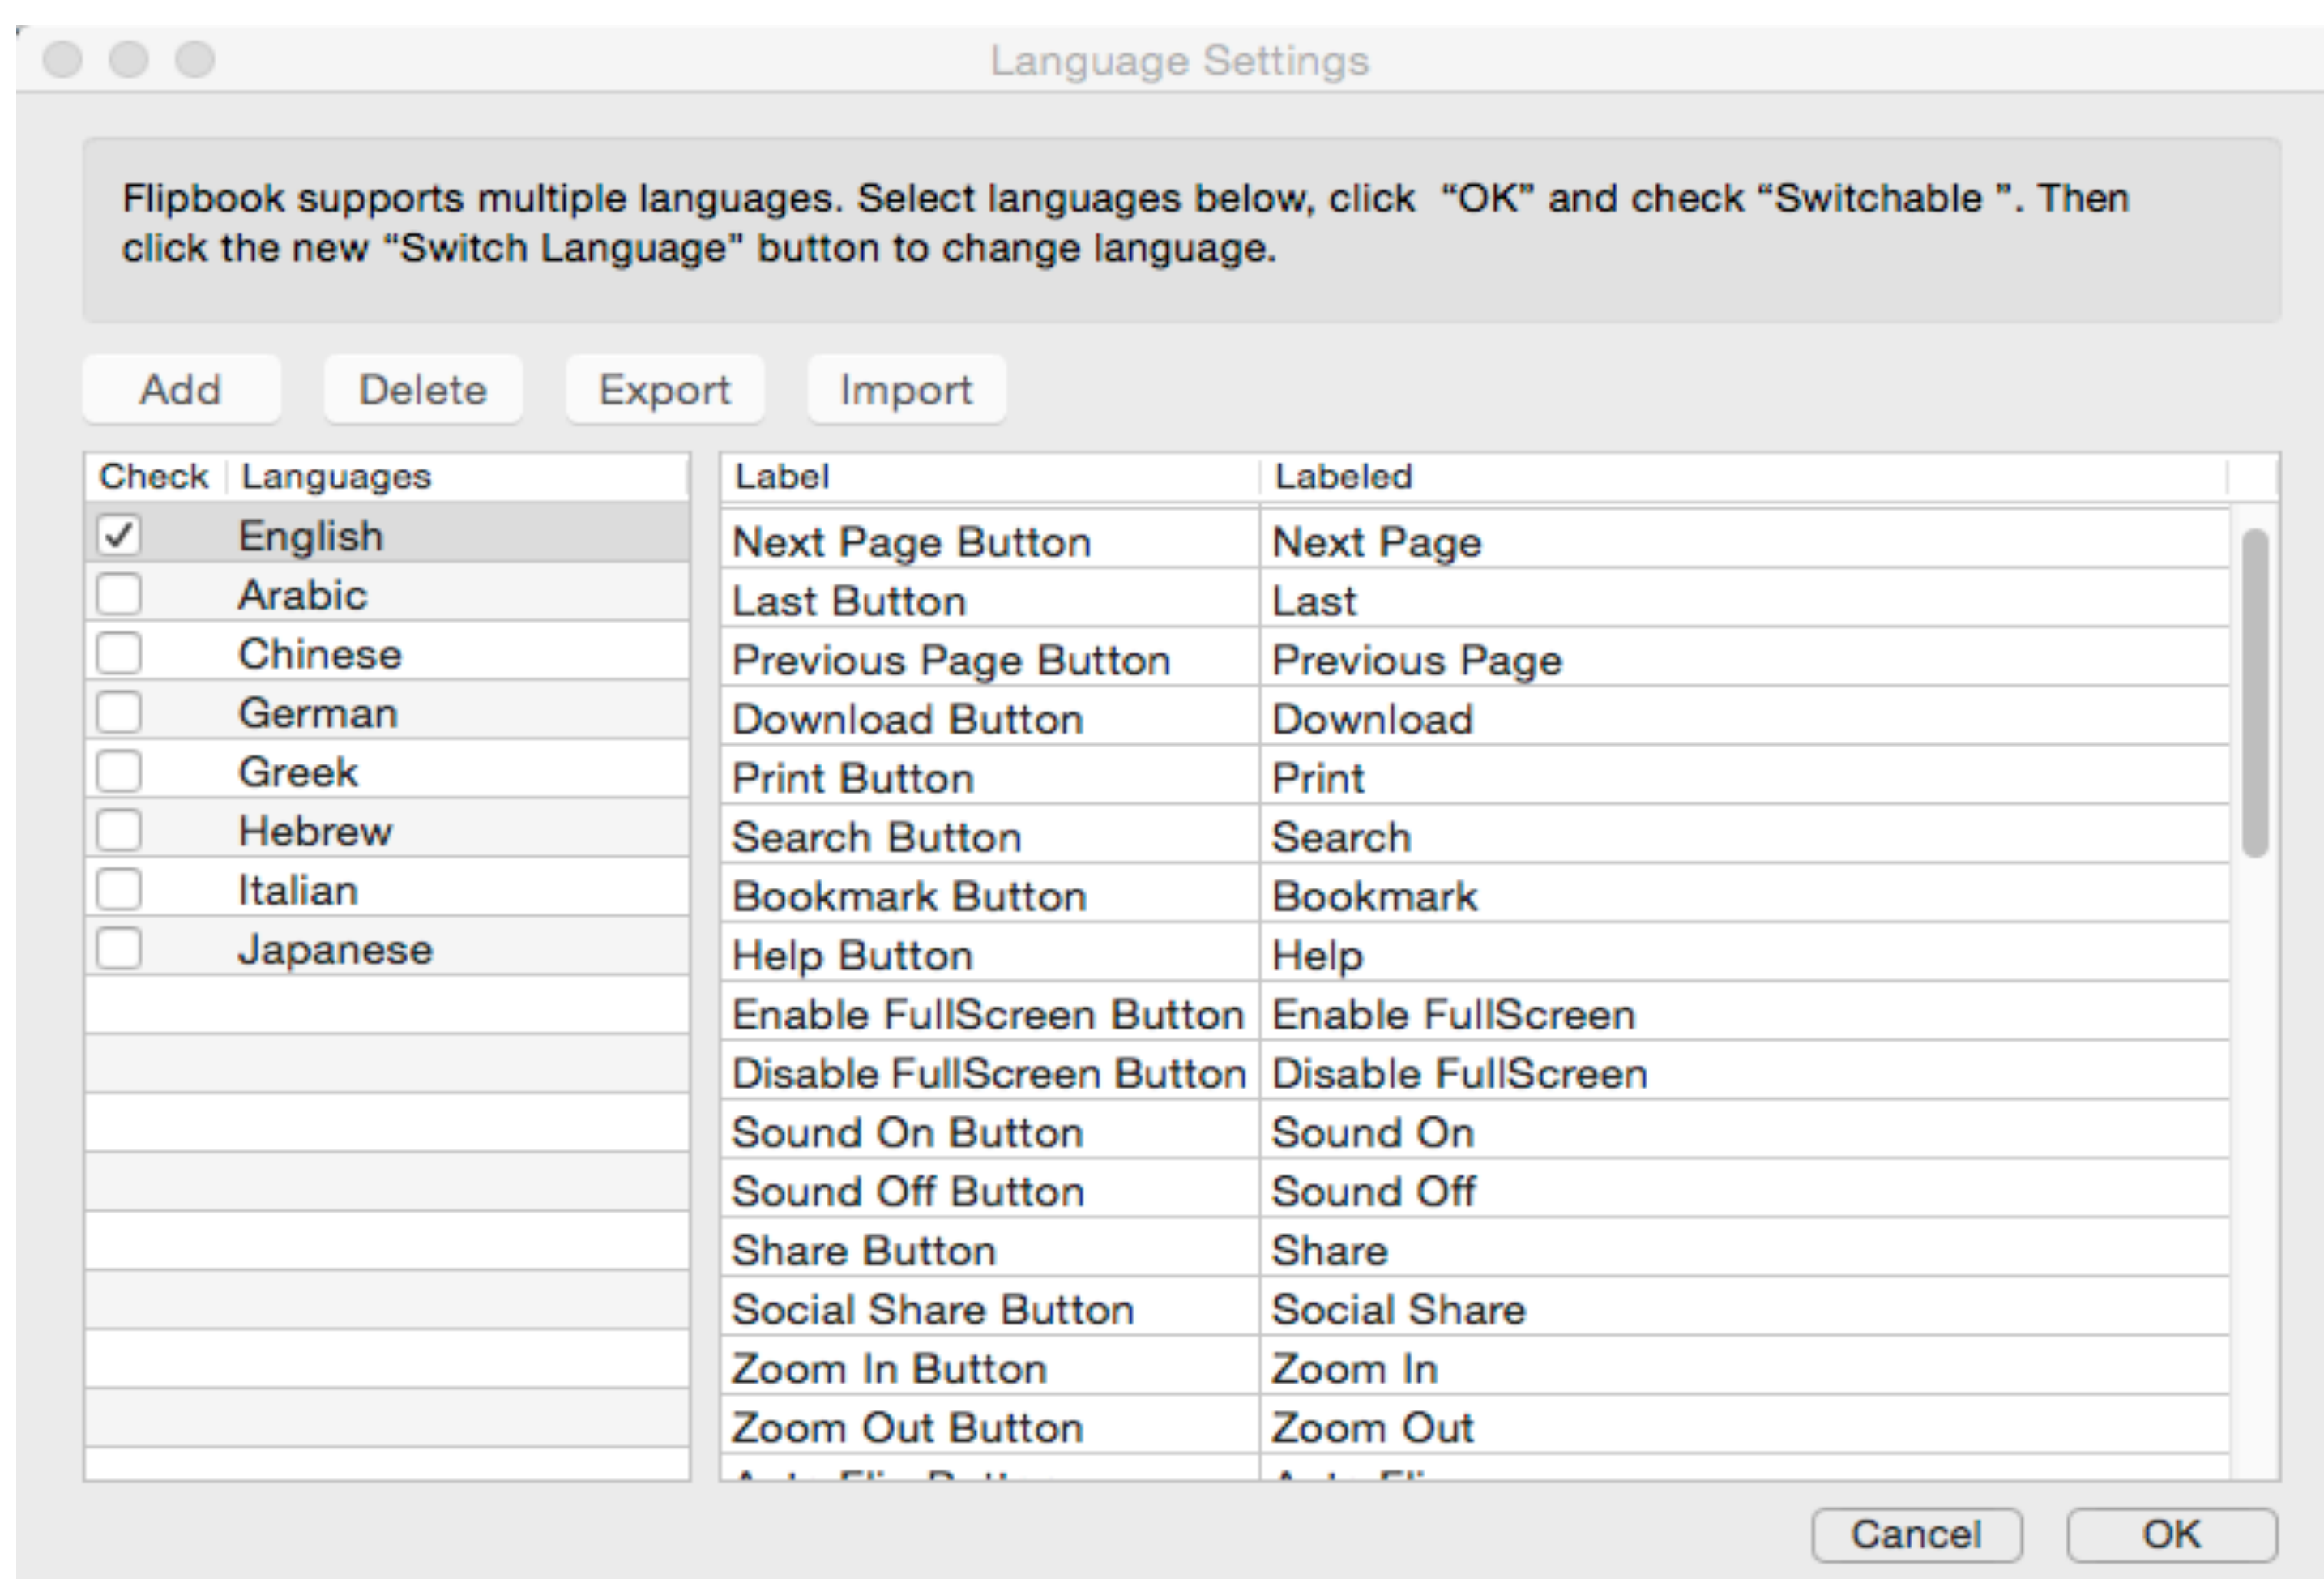 Language Settings
Flipbook supports multiple languages. Select languages below, click “OK” and check “Switchable ”. Then
click the new “Switch Language” button to change language.
Add Delete Export Import
Check Languages
English
Arabic
Chinese
German
Greek
Hebrew
Italian
Japanese
Label Labeled
Next Page Button Next Page
Last Button Last
Previous Page Button Previous Page
Download Button Download
Print Button Print
Search Button Search
Bookmark Button Bookmark
Help Button Help
Enable FullScreen Button Enable FullScreen
Disable FullScreen Button Disable FullScreen
Sound On Button Sound On
Sound Off Button Sound Off
Share Button Share
Social Share Button Social Share
Zoom In Button Zoom In
Zoom Out Button Zoom Out
Cancel OK